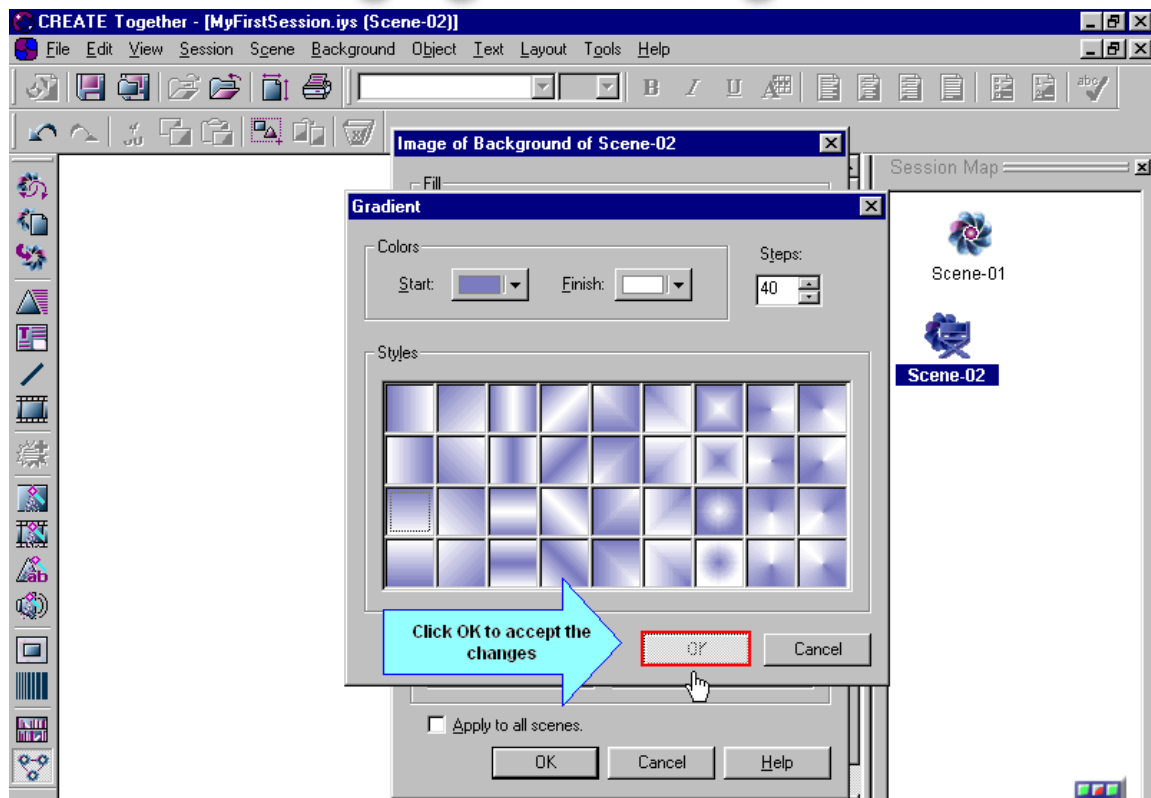 CREATE Together - [MyFirstSession.iys (Scene-02)]
File Edit View Session Scene Background Object Text Layout Tools Help
B I U A abc
Image of Background of Scene-02
Fill
Session Map
Gradient
Colors
Start:
Finish:
Steps:
40
Styles
Scene-01
Scene-02
Click OK to accept the
changes
OK
Cancel
Apply to all scenes.
OK
Cancel
Help
T
ab